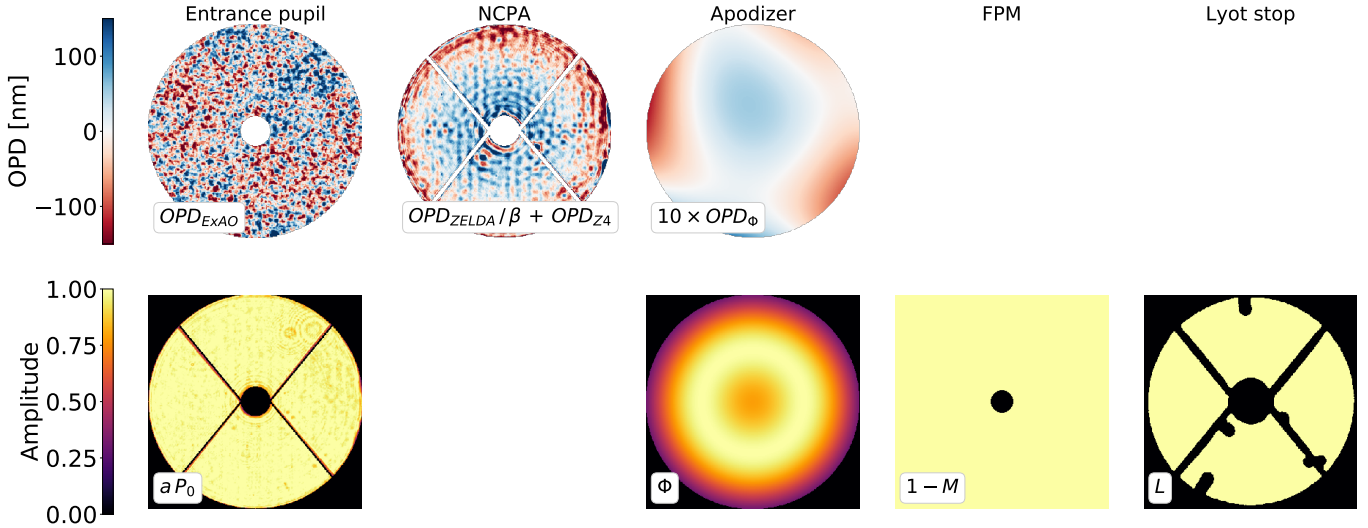 Entrance pupil
NCPA
Apodizer
FPM
Lyot stop
OPD [nm]
100
0
−100
OPD_ExAO
OPD_ZELDA / β + OPD_Z4
10 × OPD_Φ
Amplitude
1.00
0.75
0.50
0.25
0.00
a P_0
Φ
1 − M
L